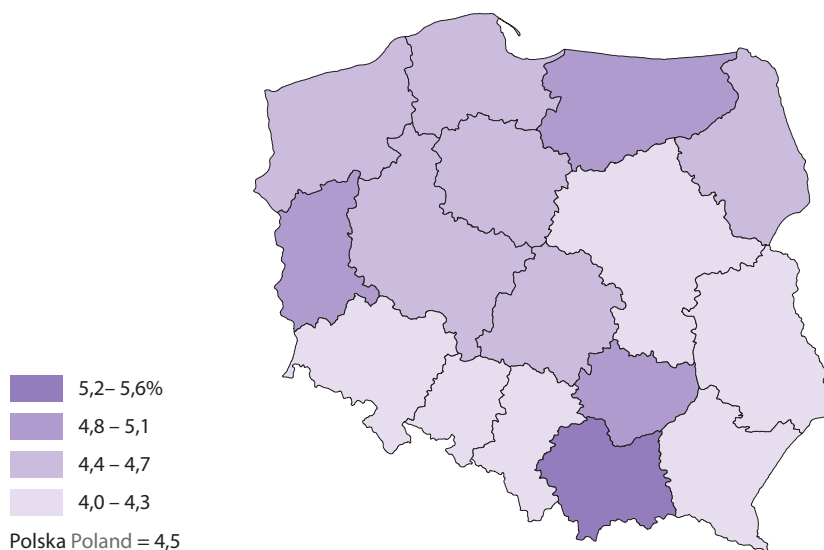 5,2– 5,6%
4,8 – 5,1
4,4 – 4,7
4,0 – 4,3
Polska Poland = 4,5